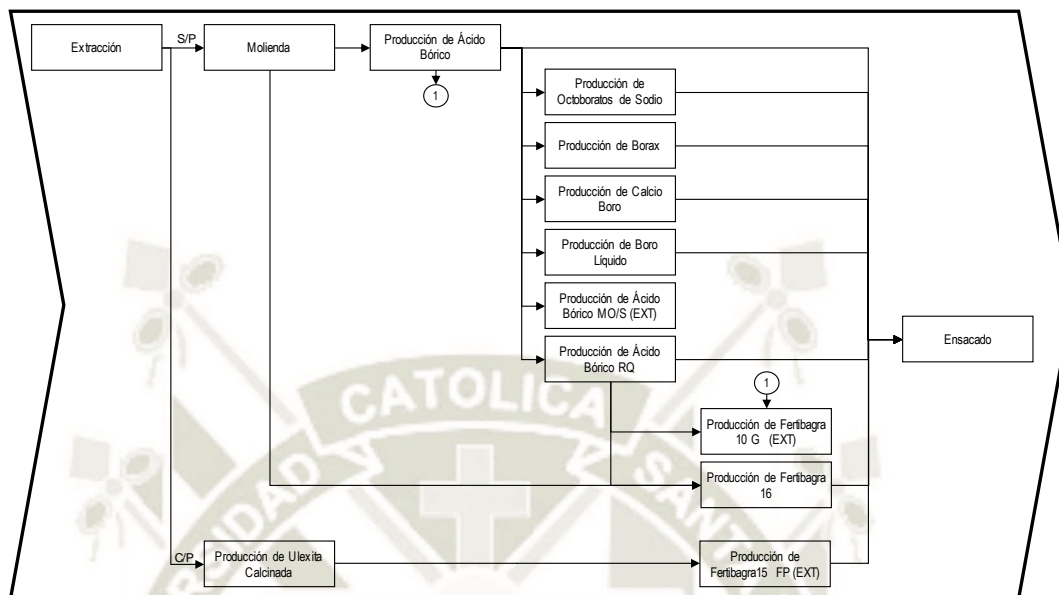 Extracción
S/P
Molienda
Producción de Ácido
Bórico
1
Producción de
Octoboratos de Sodio
Producción de Borax
Producción de Calcio
Boro
Producción de Boro
Líquido
Producción de Ácido
Bórico MO/S (EXT)
Producción de Ácido
Bórico RQ
Ensacado
1
Producción de Fertibagra
10 G (EXT)
Producción de Fertibagra
16
C/P
Producción de Ulexita
Calcinada
Producción de
Fertibagra15 FP (EXT)
CATOLICA
RSIDAD
SANTA